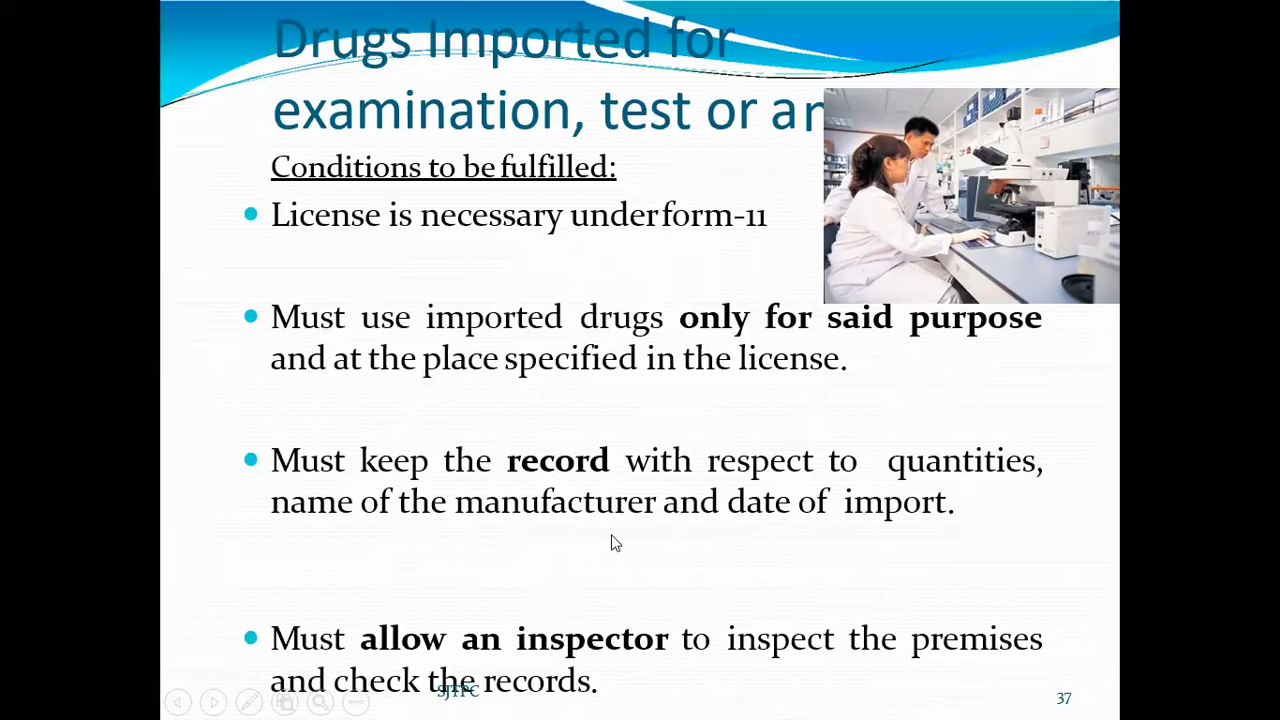 Drugs Imported for
examination, test or an
Conditions to be fulfilled:
License is necessary under form-11
Must use imported drugs only for said purpose
and at the place specified in the license.
Must keep the record with respect to quantities,
name of the manufacturer and date of import.
Must allow an inspector to inspect the premises
and check the records.
SJTPC
37